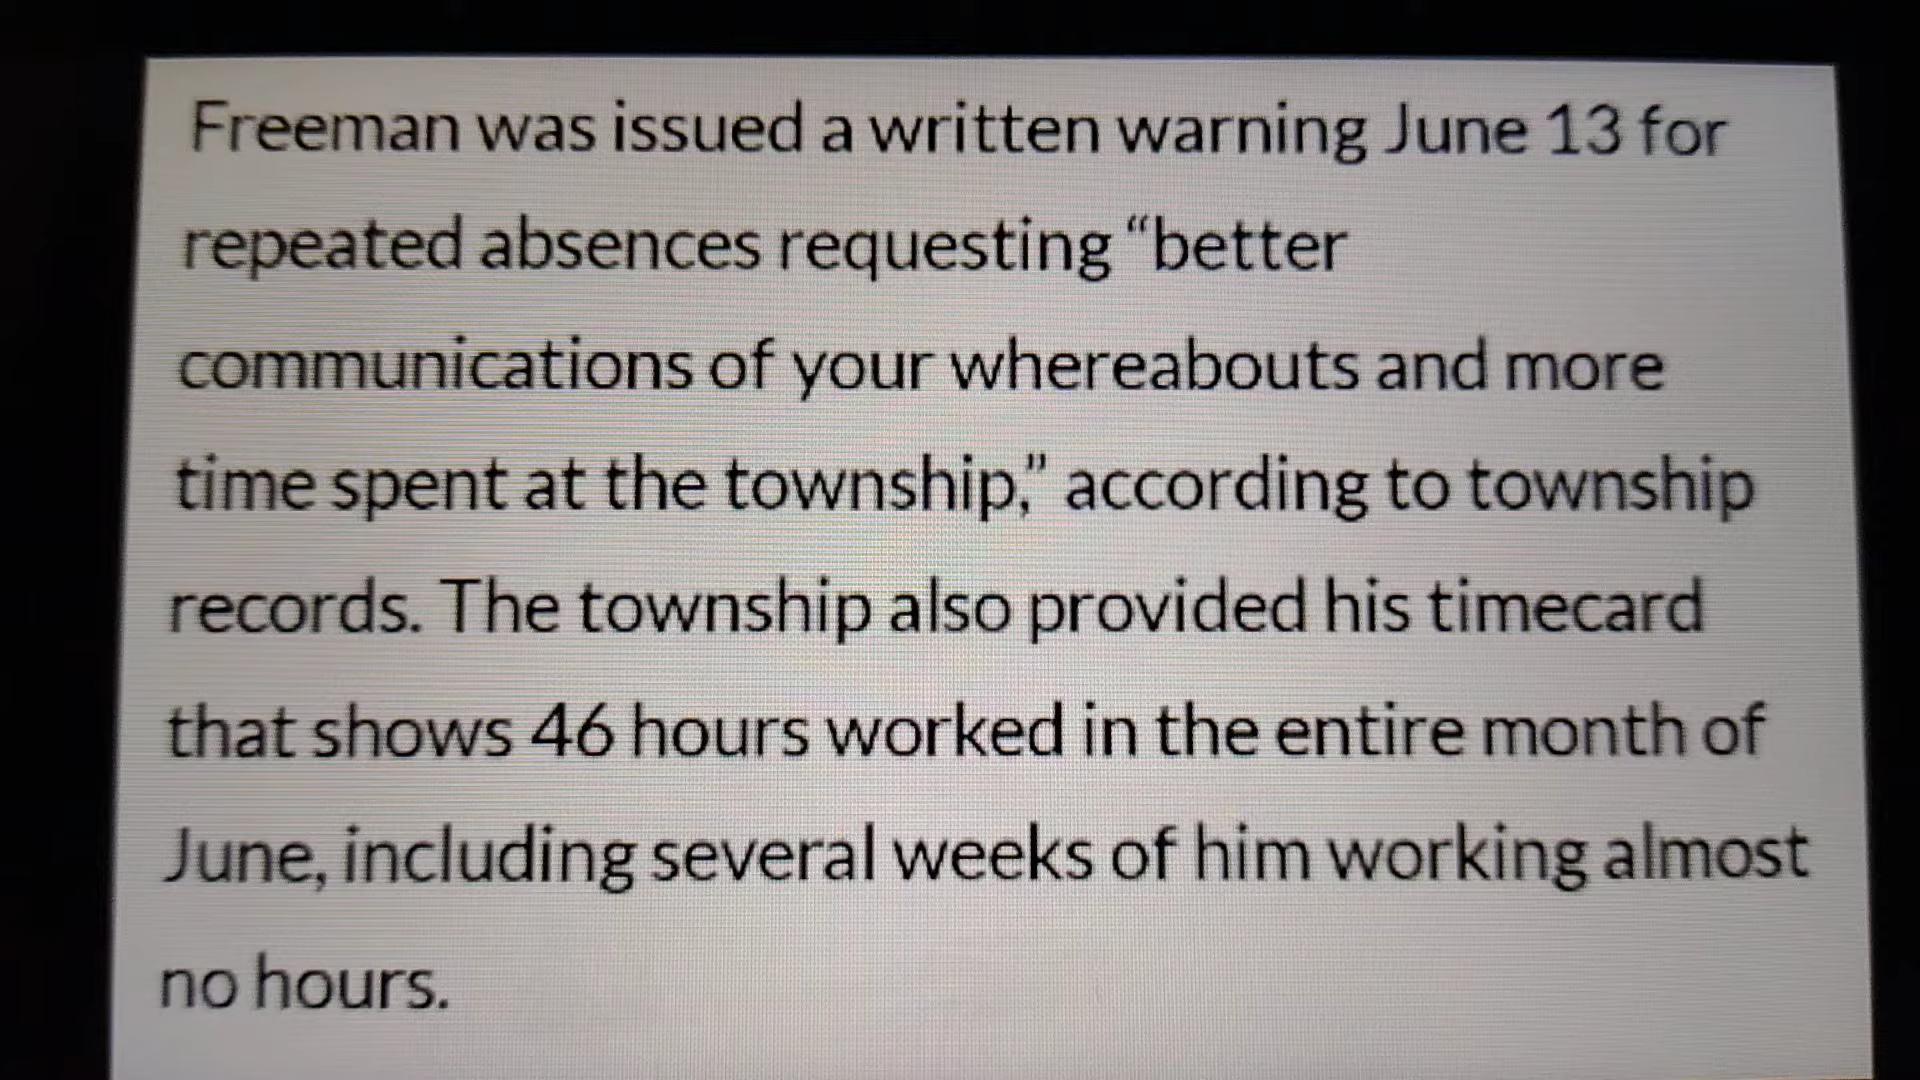 Freeman was issued a written warning June 13 for
repeated absences requesting “better
communications of your whereabouts and more
time spent at the township,” according to township
records. The township also provided his timecard
that shows 46 hours worked in the entire month of
June, including several weeks of him working almost
no hours.